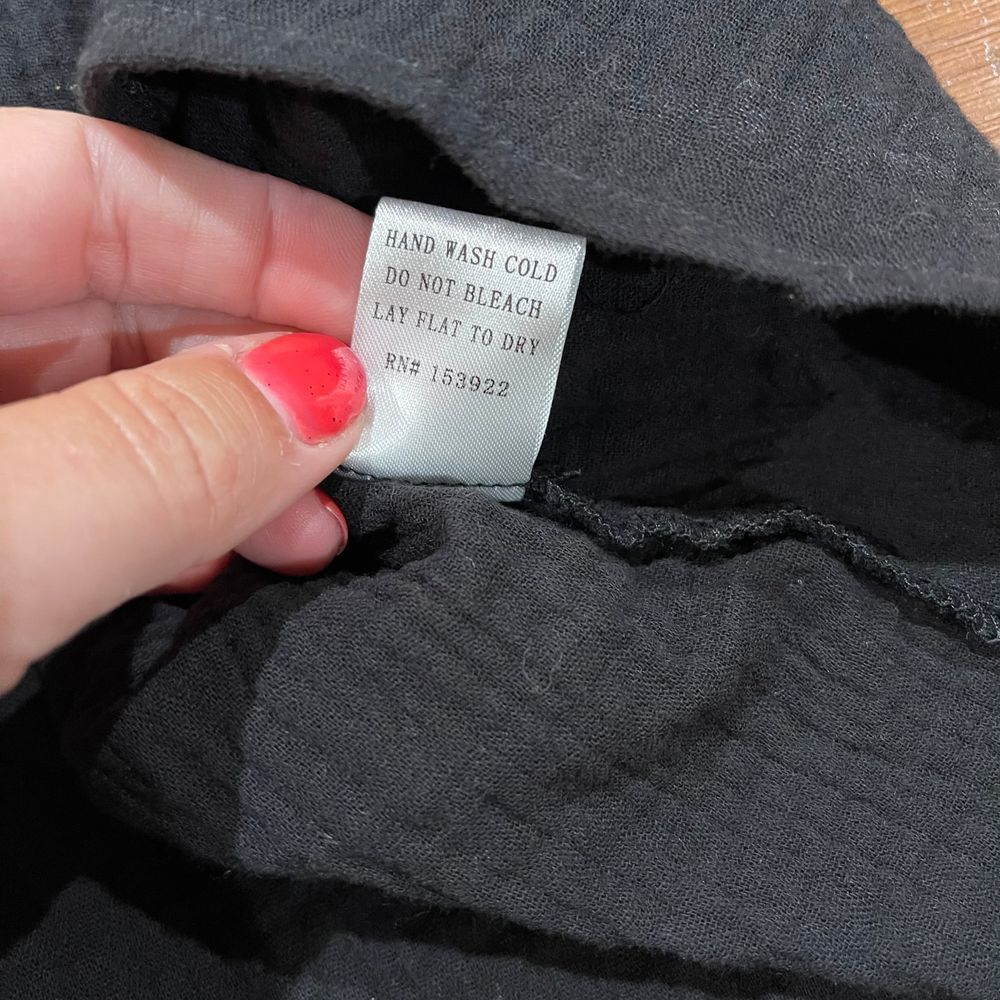 HAND WASH COLD
DO NOT BLEACH
LAY FLAT TO DRY
RN# 153922